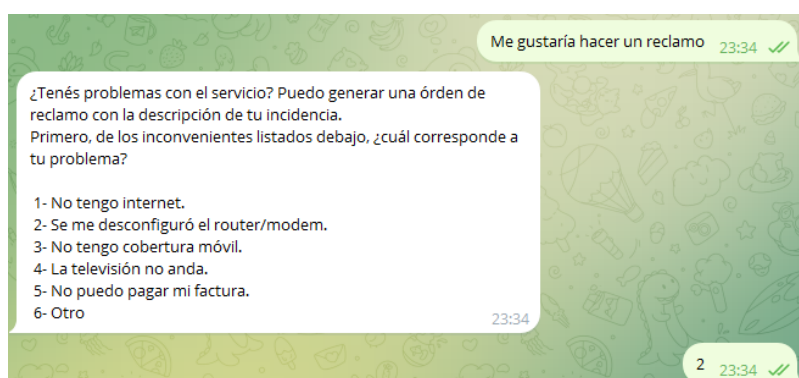 Me gustaría hacer un reclamo 23:34
¿Tenés problemas con el servicio? Puedo generar una órden de
reclamo con la descripción de tu incidencia.
Primero, de los inconvenientes listados debajo, ¿cuál corresponde a
tu problema?
1- No tengo internet.
2- Se me desconfiguró el router/modem.
3- No tengo cobertura móvil.
4- La televisión no anda.
5- No puedo pagar mi factura.
6- Otro
23:34
2 23:34